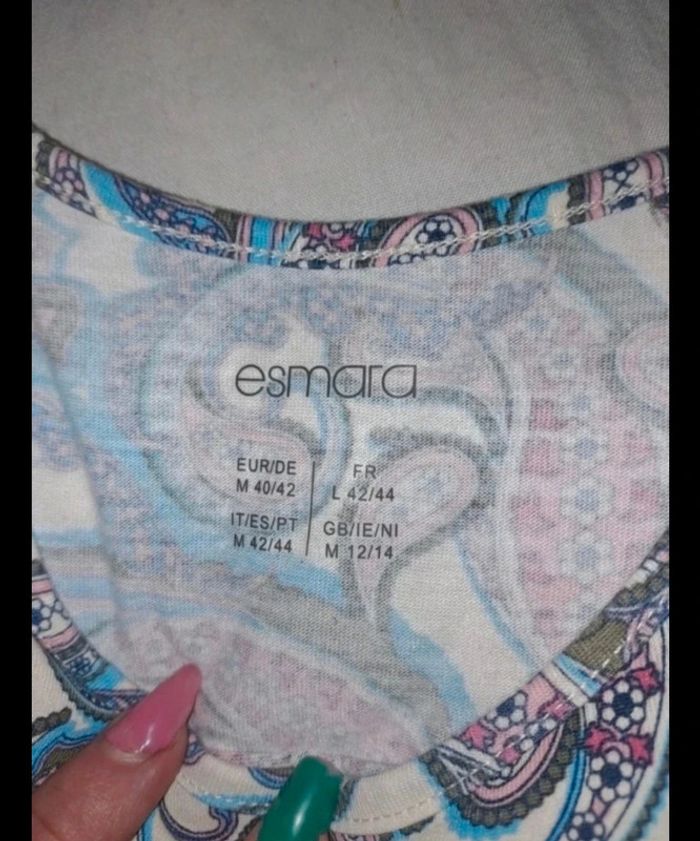 esmara
EUR/DE
M 40/42
FR
L 42/44
IT/ES/PT
M 42/44
GB/IE/NI
M 12/14